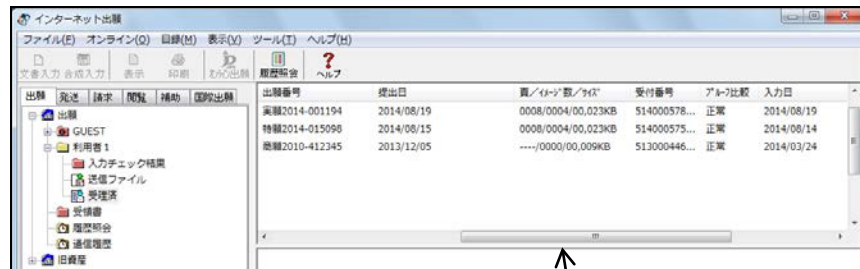 インターネット出願
ファイル(F) オンライン(O) 目録(M) 表示(V) ツール(T) ヘルプ(H)
文書入力 合成入力 表示 印刷 むらO出願 履歴照会 ヘルプ
出願 発送 請求 閲覧 補助 国際出願
出願
GUEST
利用者1
入力チェック結果
送信ファイル
受理済
受領書
履歴照会
通信履歴
旧資産
出願番号 提出日 頁/イメージ数/サイズ 受付番号 プルーフ比較 入力日
実願2014-001194 2014/08/19 0008/0004/00,023KB 514000578... 正常 2014/08/19
特願2014-015098 2014/08/15 0008/0004/00,023KB 514000575... 正常 2014/08/14
商願2010-412345 2013/12/05 ----/0000/00,009KB 513000446... 正常 2014/03/24